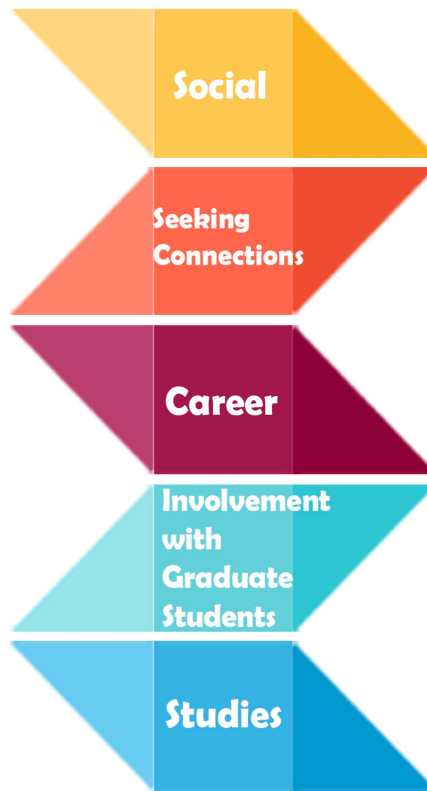 Social
Seeking
Connections
Career
Involvement
with
Graduate
Students
Studies